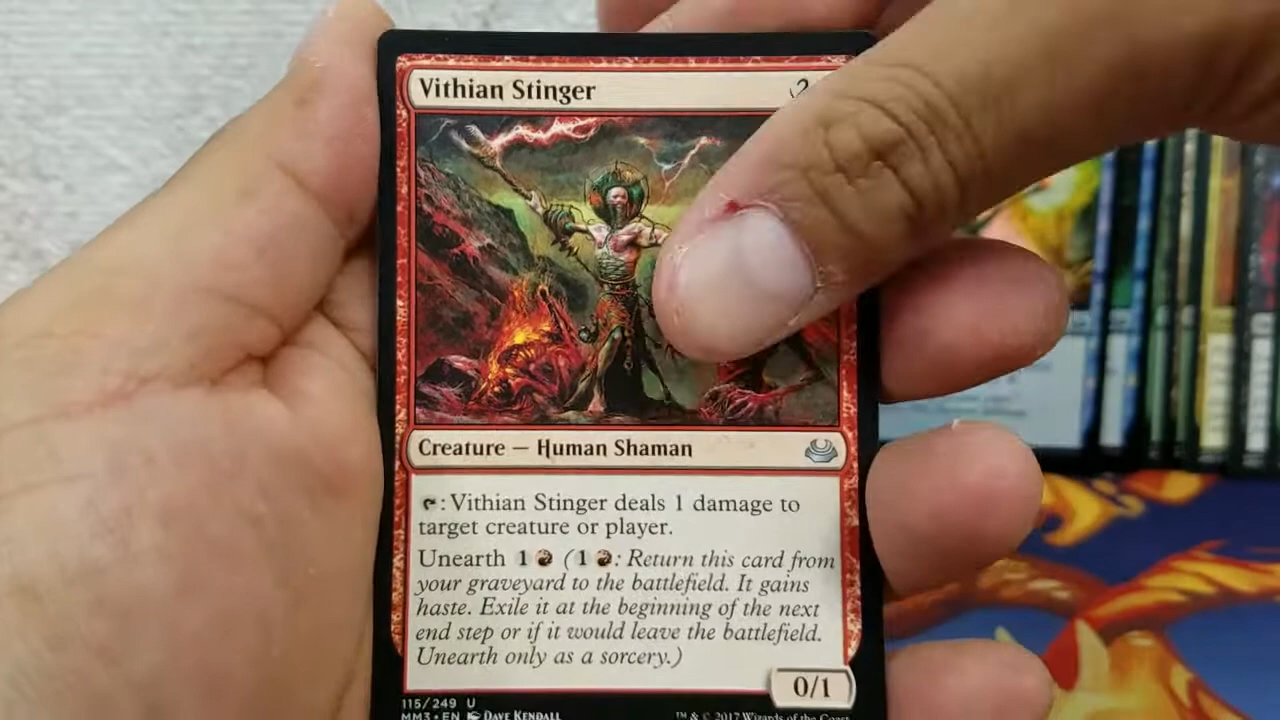 Vithian Stinger 2
Creature — Human Shaman
: Vithian Stinger deals 1 damage to
target creature or player.
Unearth 1 (1 : Return this card from
your graveyard to the battlefield. It gains
haste. Exile it at the beginning of the next
end step or if it would leave the battlefield.
Unearth only as a sorcery.)
0/1
115/249 U
MM3 • EN DAVE KENDALL ™ & © 2017 Wizards of the Coast